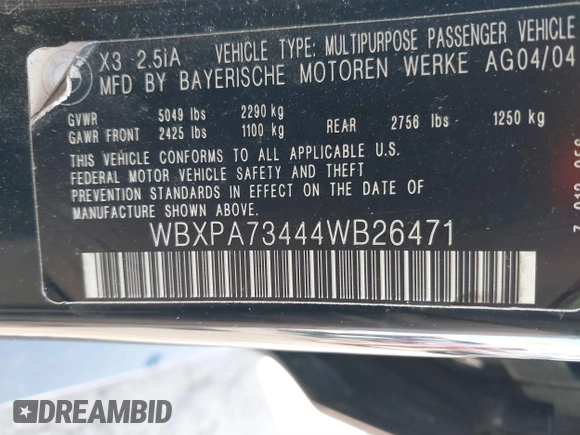 X3 2.5iA VEHICLE TYPE: MULTIPURPOSE PASSENGER VEHICLE
MFD BY BAYERISCHE MOTOREN WERKE AG04/04
GVWR 5049 lbs 2290 kg
GAWR FRONT 2425 lbs 1100 kg REAR 2756 lbs 1250 kg
THIS VEHICLE CONFORMS TO ALL APPLICABLE U.S.
FEDERAL MOTOR VEHICLE SAFETY AND THEFT
PREVENTION STANDARDS IN EFFECT ON THE DATE OF
MANUFACTURE SHOWN ABOVE.
WBXPA73444WB26471
DREAMBID